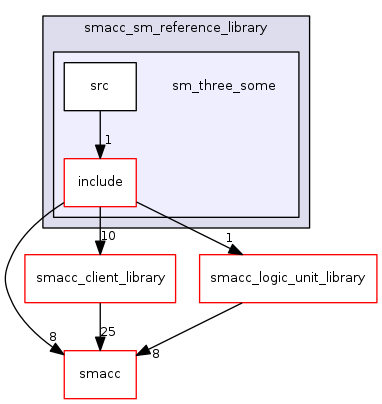 smacc_sm_reference_library
src
sm_three_some
1
include
10
1
smacc_client_library
smacc_logic_unit_library
8
25
8
smacc